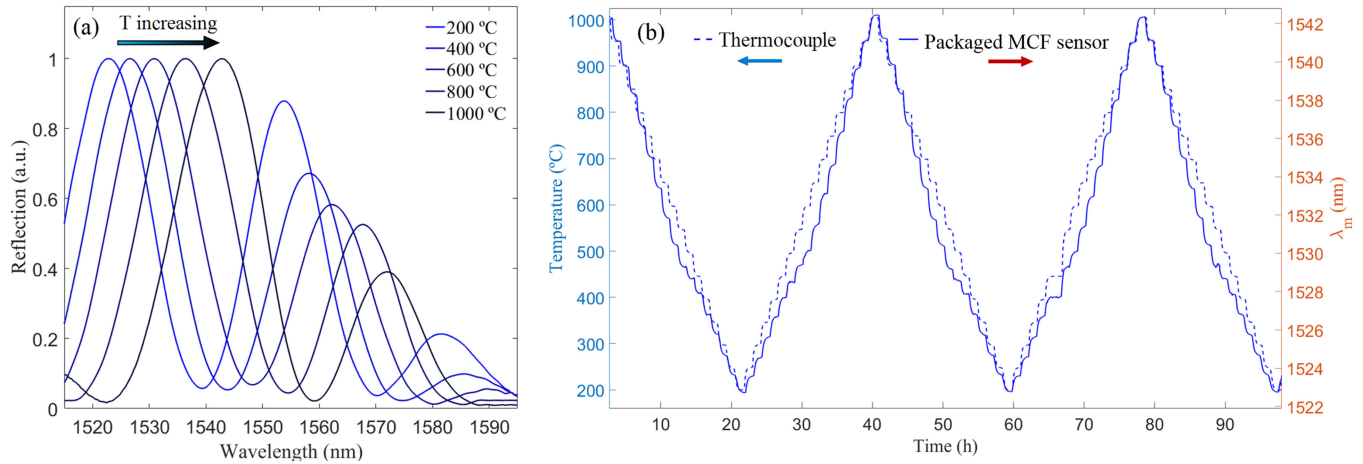 (a)
T increasing
200 ºC
400 ºC
600 ºC
800 ºC
1000 ºC
Reflection (a.u.)
1
0.8
0.6
0.4
0.2
0
1520 1530 1540 1550 1560 1570 1580 1590
Wavelength (nm)
(b)
Thermocouple
Packaged MCF sensor
Temperature (ºC)
1000
900
800
700
600
500
400
300
200
10 20 30 40 50 60 70 80 90
Time (h)
1542
1540
1538
1536
1534
1532
1530
1528
1526
1524
1522
λm (nm)